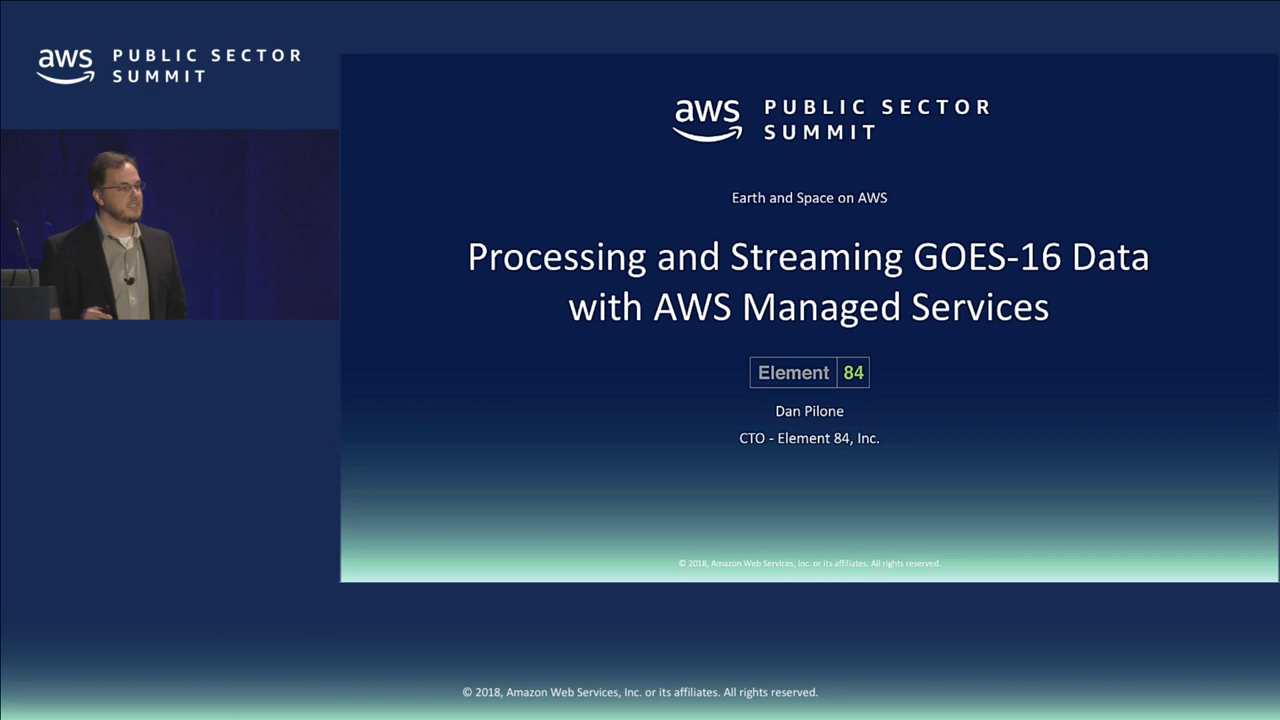 aws PUBLIC SECTOR
SUMMIT
aws PUBLIC SECTOR
SUMMIT
Earth and Space on AWS
Processing and Streaming GOES-16 Data
with AWS Managed Services
Element 84
Dan Pilone
CTO - Element 84, Inc.
© 2018, Amazon Web Services, Inc. or its affiliates. All rights reserved.
© 2018, Amazon Web Services, Inc. or its affiliates. All rights reserved.